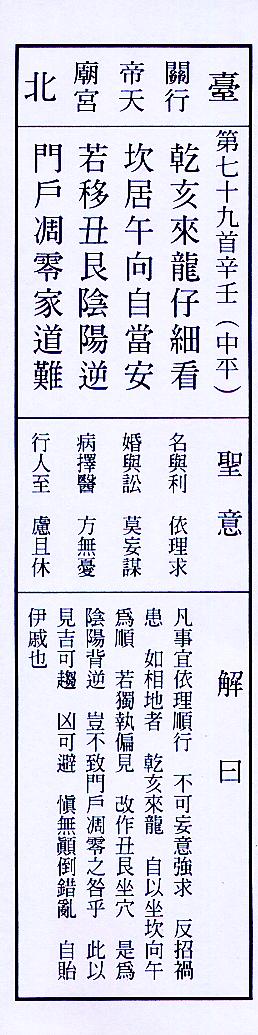 臺北
關行
帝天
廟宮
第七十九首辛壬(中平)
乾亥來龍仔細看
坎居午向自當安
若移丑艮陰陽逆
門戶凋零家道難
聖意
名與利 依理求
婚與訟 莫妄謀
病擇醫 方無憂
行人至 慮且休
解曰
凡事宜依理順行 不可妄意強求 反招禍
患 如相地者 乾亥來龍 自以坐坎向午
爲順 若獨執偏見 改作丑艮坐穴 是爲
陰陽背逆 豈不致門戶凋零之咎乎 此以
見吉可趨 凶可避 愼無顚倒錯亂 自貽
伊戚也